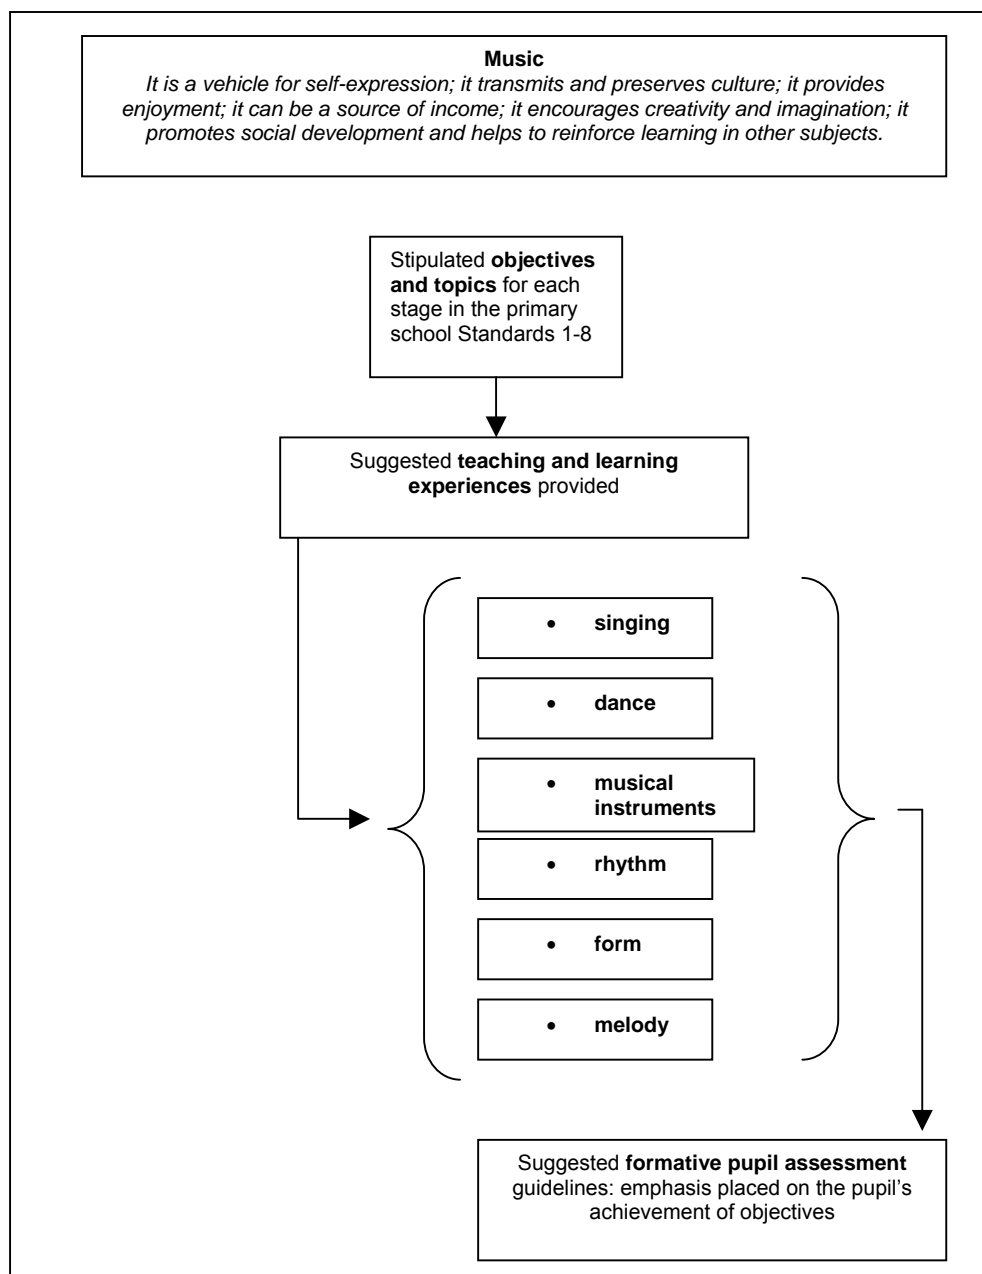 Music
It is a vehicle for self-expression; it transmits and preserves culture; it provides
enjoyment; it can be a source of income; it encourages creativity and imagination; it
promotes social development and helps to reinforce learning in other subjects.
Stipulated objectives
and topics for each
stage in the primary
school Standards 1-8
Suggested teaching and learning
experiences provided
• singing
• dance
• musical
instruments
• rhythm
• form
• melody
Suggested formative pupil assessment
guidelines: emphasis placed on the pupil’s
achievement of objectives